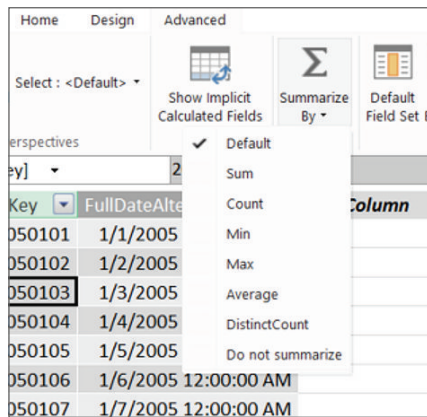 Home Design Advanced
Select : <Default>
Show Implicit
Calculated Fields
Summarize
By
Default
Field Set
erspectives
ey] 2
Default
Sum
Count
Min
Max
Average
DistinctCount
Do not summarize
Key FullDateAlte Column
050101 1/1/2005
050102 1/2/2005
050103 1/3/2005
050104 1/4/2005
050105 1/5/2005
050106 1/6/2005 12:00:00 AM
050107 1/7/2005 12:00:00 AM